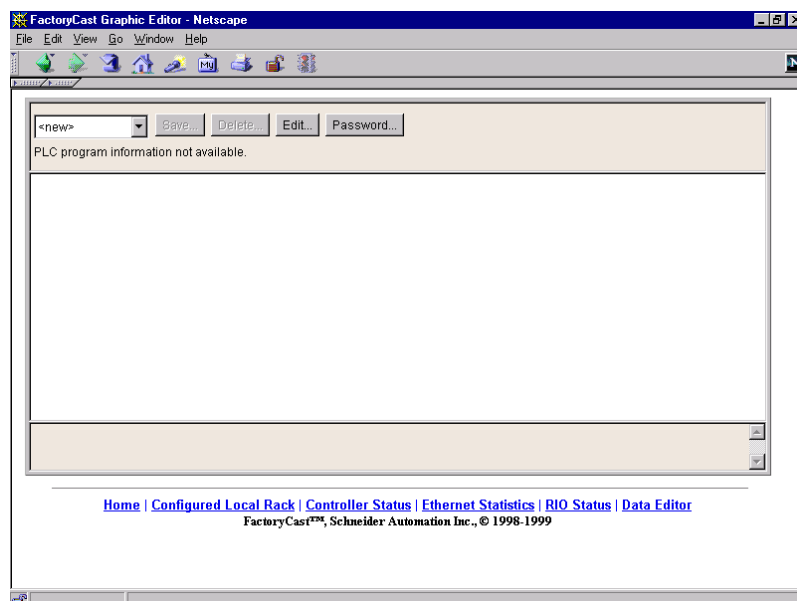 FactoryCast Graphic Editor - Netscape
File Edit View Go Window Help
My
<new> Save... Delete... Edit... Password...
PLC program information not available.
Home | Configured Local Rack | Controller Status | Ethernet Statistics | RIO Status | Data Editor
FactoryCast™, Schneider Automation Inc., © 1998-1999